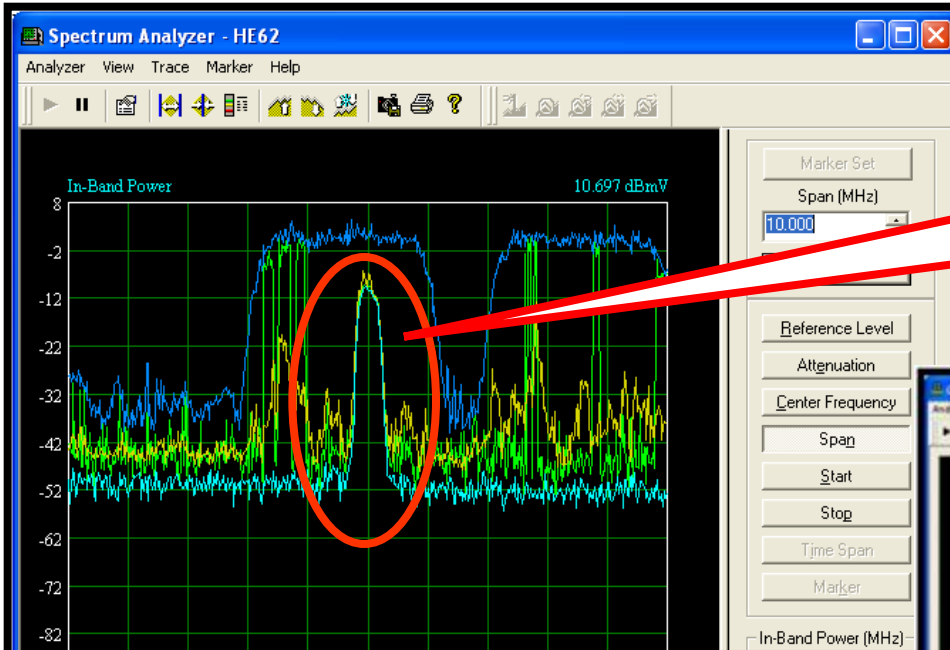 Spectrum Analyzer - HE62
Analyzer View Trace Marker Help
In-Band Power 10.697 dBmV
8
-2
-12
-22
-32
-42
-52
-62
-72
-82
Marker Set
Span (MHz)
10.000
Reference Level
Attenuation
Center Frequency
Span
Start
Stop
Time Span
Marker
In-Band Power (MHz)